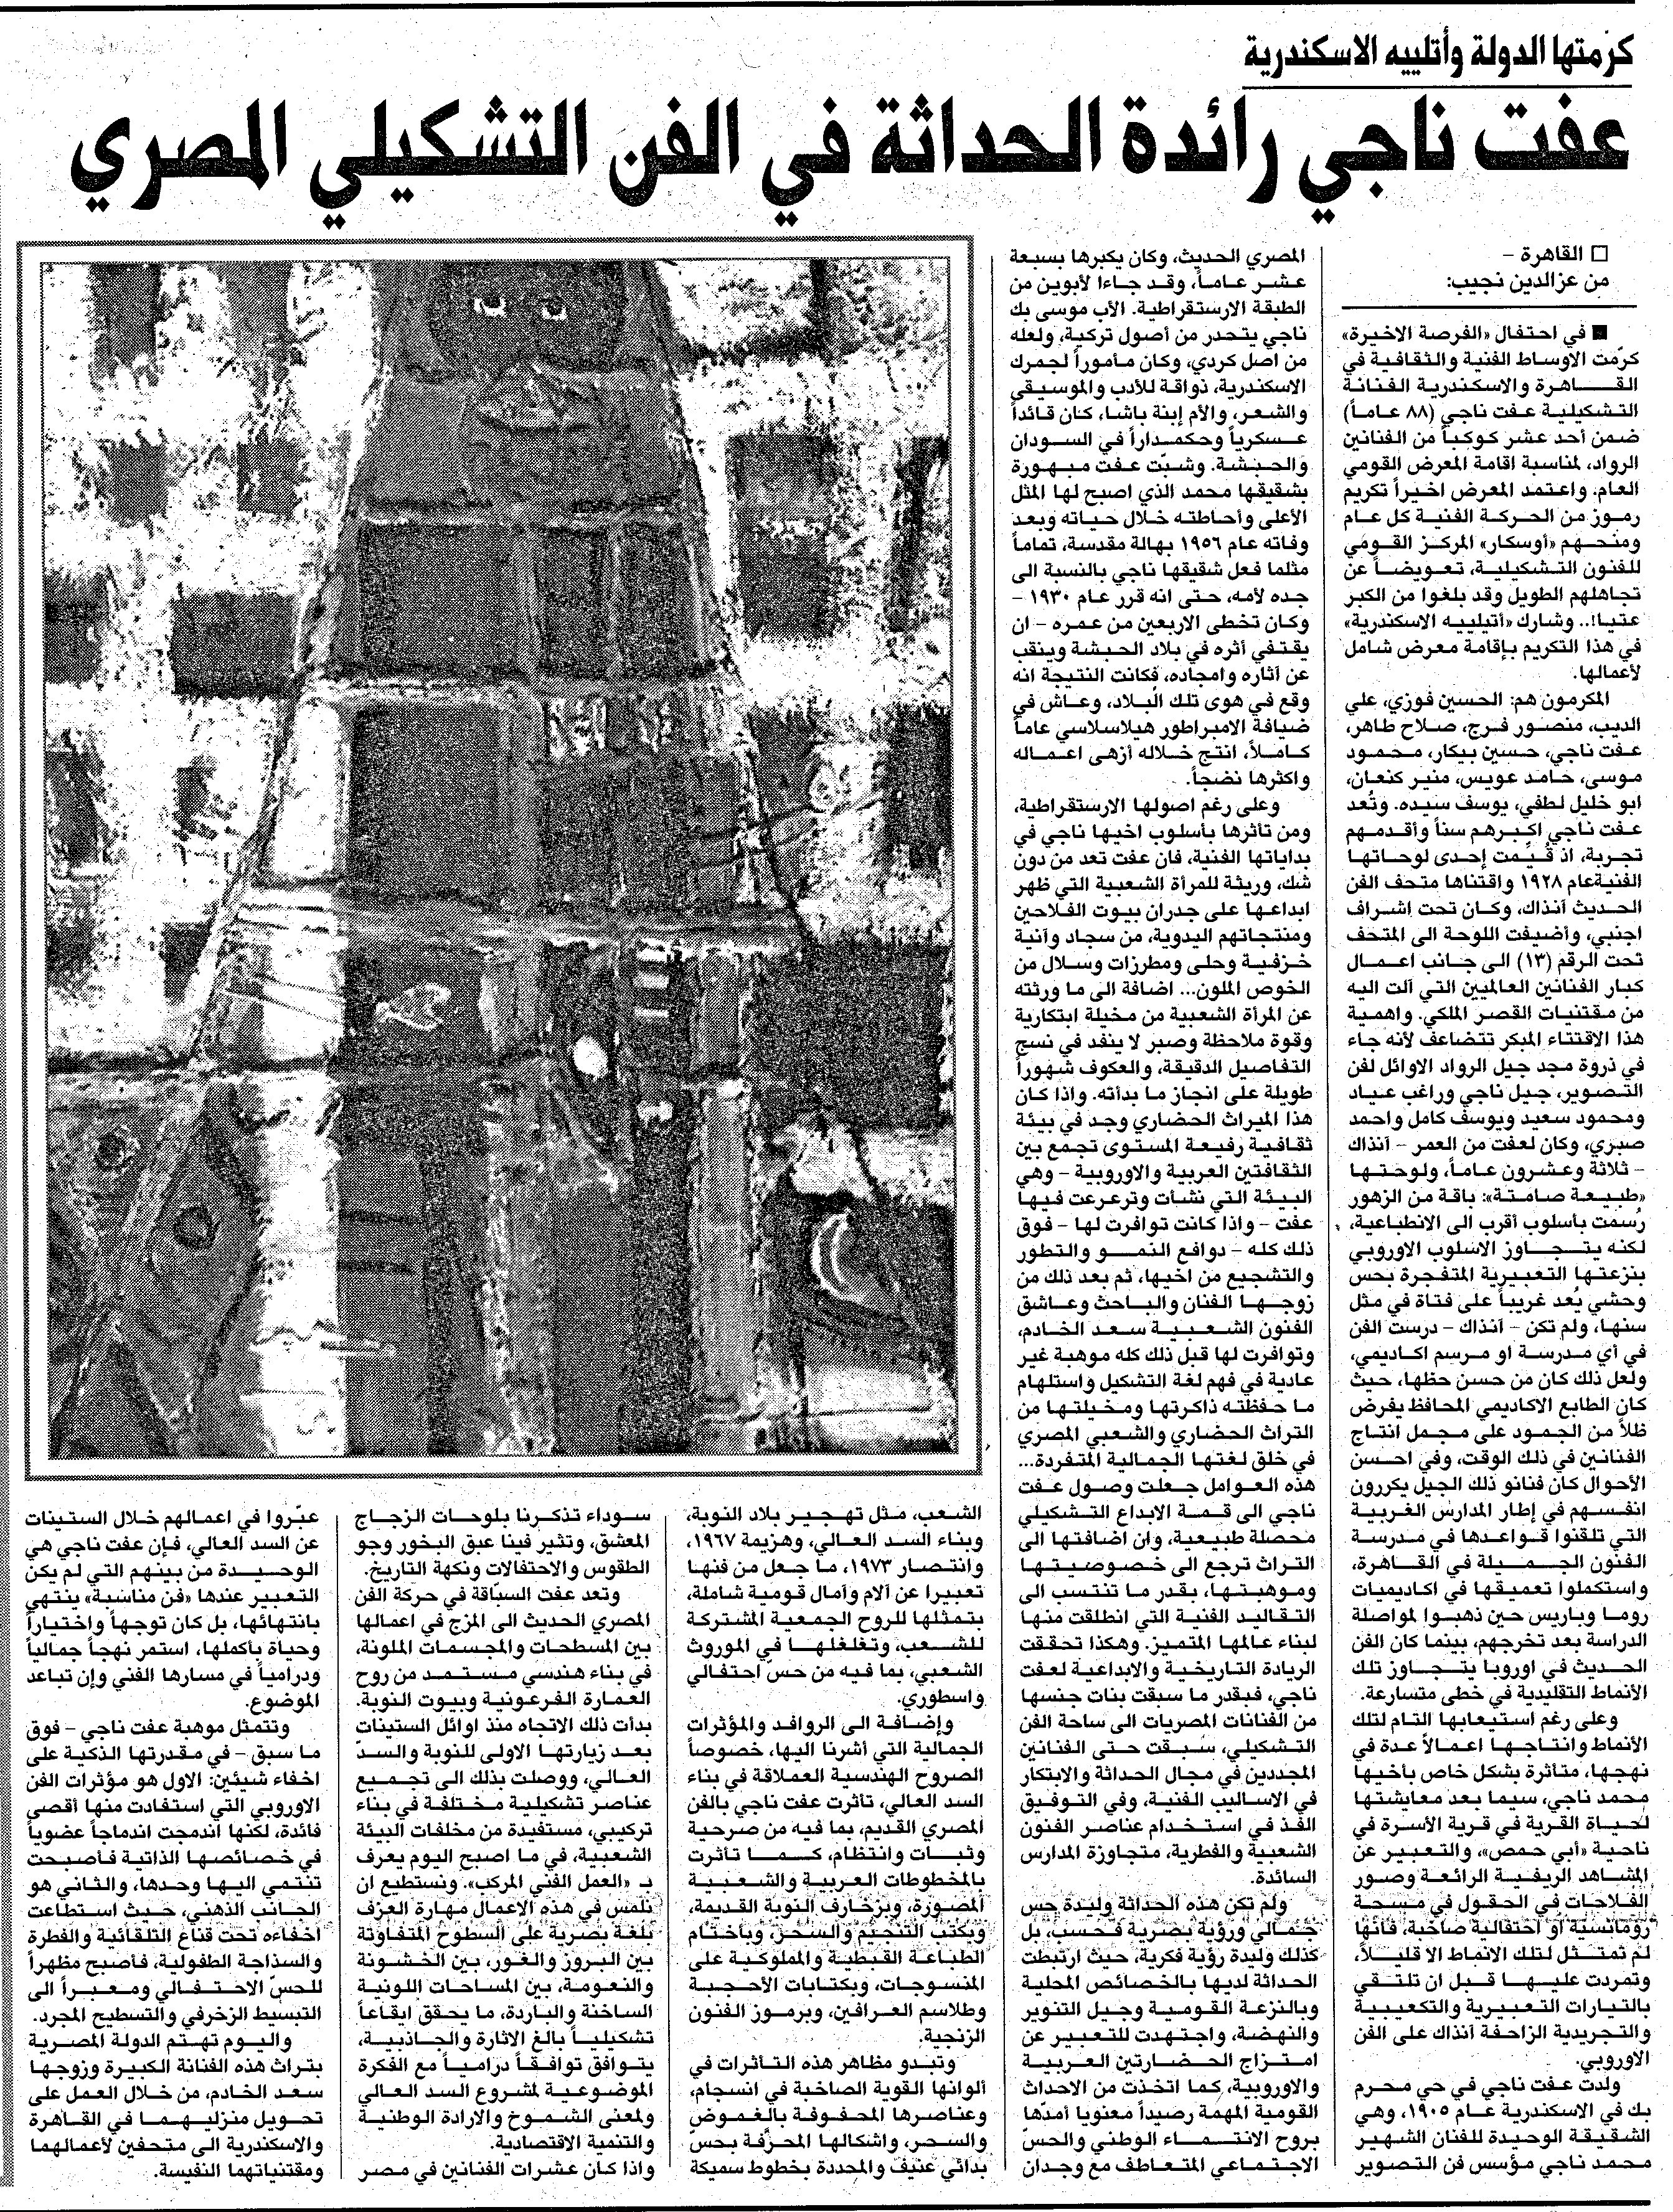 كرّمتها الدولة وأتلييه الاسكندرية
عفت ناجي رائدة الحداثة في الفن التشكيلي المصري
□ القاهرة –
من عزالدين نجيب:
■ في احتفال «الفرصة الاخيرة»
كرّمت الاوساط الفنية والثقافية في
القاهرة والاسكندرية الفنانة
التشكيلية عفت ناجي (٨٨ عاماً)
ضمن أحد عشر كوكباً من الفنانين
الرواد، لمناسبة اقامة المعرض القومي
العام. واعتمد المعرض اخيراً تكريم
رموز من الحركة الفنية كل عام
ومنحهم «أوسكار» المركز القومي
للفنون التشكيلية، تعويضاً عن
تجاهلهم الطويل وقد بلغوا من الكبر
عتيا!.. وشارك «أتيلييه الاسكندرية»
في هذا التكريم بإقامة معرض شامل
لأعمالها.
المكرمون هم: الحسين فوزي، علي
الديب، منصور فرج، صلاح طاهر،
عفت ناجي، حسين بيكار، محمود
موسى، حامد عويس، منير كنعان،
ابو خليل لطفي، يوسف سيده. وتُعد
عفت ناجي اكبرهم سناً وأقدمهم
تجربة، اذ قُيّمت إحدى لوحاتها
الفنيةعام ١٩٢٨ واقتناها متحف الفن
الحديث آنذاك، وكان تحت اشراف
اجنبي، وأضيفت اللوحة الى المتحف
تحت الرقم (١٣) الى جانب اعمال
كبار الفنانين العالميين التي آلت اليه
من مقتنيات القصر الملكي. واهمية
هذا الاقتناء المبكر تتضاعف لأنه جاء
في ذروة مجد جيل الرواد الاوائل لفن
التصوير، جيل ناجي وراغب عياد
ومحمود سعيد ويوسف كامل واحمد
صبري، وكان لعفت من العمر – آنذاك
– ثلاثة وعشرون عاماً، ولوحتها
«طبيعة صامتة»: باقة من الزهور
رُسمت بأسلوب أقرب الى الانطباعية،
لكنه يتجاوز الاسلوب الاوروبي
بنزعتها التعبيرية المتفجرة بحس
وحشي يُعد غريباً على فتاة في مثل
سنها، ولم تكن – آنذاك – درست الفن
في أي مدرسة او مرسم اكاديمي،
ولعل ذلك كان من حسن حظها، حيث
كان الطابع الاكاديمي المحافظ يفرض
ظلاً من الجمود على مجمل انتاج
الفنانين في ذلك الوقت، وفي احسن
الأحوال كان فنانو ذلك الجيل يكررون
انفسهم في إطار المدارس الغربية
التي تلقنوا قواعدها في مدرسة
الفنون الجميلة في القاهرة،
واستكملوا تعميقها في اكاديميات
روما وباريس حين ذهبوا لمواصلة
الدراسة بعد تخرجهم، بينما كان الفن
الحديث في اوروبا يتجاوز تلك
الأنماط التقليدية في خطى متسارعة.
وعلى رغم استيعابها التام لتلك
الأنماط وانتاجها اعمالاً عدة في
نهجها، متأثرة بشكل خاص بأخيها
محمد ناجي، سيما بعد معايشتها
لحياة القرية في قرية الأسرة في
ناحية «أبي حمص»، والتعبير عن
المشاهد الريفية الرائعة وصور
الفلاحات في الحقول في مسحة
رومانسية او احتفالية صاخبة، فانها
لم تمتثل لتلك الانماط الا قليلاً،
وتمردت عليها قبل ان تلتقي
بالتيارات التعبيرية والتكعيبية
والتجريدية الزاحفة آنذاك على الفن
الاوروبي.
ولدت عفت ناجي في حي محرم
بك في الاسكندرية عام ١٩٠٥، وهي
الشقيقة الوحيدة للفنان الشهير
محمد ناجي مؤسس فن التصوير
المصري الحديث، وكان يكبرها بسبعة
عشر عاماً، وقد جاءا لأبوين من
الطبقة الارستقراطية. الأب موسى بك
ناجي يتحدر من أصول تركية، ولعله
من اصل كردي، وكان مأموراً لجمرك
الاسكندرية، ذواقة للأدب والموسيقى
والشعر، والأم إبنة باشا، كان قائداً
عسكرياً وحكمداراً في السودان
والحبشة. وشبّت عفت مبهورة
بشقيقها محمد الذي اصبح لها المثل
الأعلى وأحاطته خلال حياته وبعد
وفاته عام ١٩٥٦ بهالة مقدسة، تماماً
مثلما فعل شقيقها ناجي بالنسبة الى
جده لأمه، حتى انه قرر عام ١٩٣٠ –
وكان تخطى الاربعين من عمره – ان
يقتفي أثره في بلاد الحبشة وينقب
عن آثاره وامجاده، فكانت النتيجة انه
وقع في هوى تلك البلاد، وعاش في
ضيافة الامبراطور هيلاسلاسي عاماً
كاملاً، انتج خلاله أزهى اعماله
واكثرها نضجاً.
وعلى رغم اصولها الارستقراطية،
ومن تأثرها بأسلوب اخيها ناجي في
بداياتها الفنية، فان عفت تعد من دون
شك، وريثة للمرأة الشعبية التي ظهر
ابداعها على جدران بيوت الفلاحين
ومنتجاتهم اليدوية، من سجاد وآنية
خزفية وحلى ومطرزات وسلال من
الخوص الملون... اضافة الى ما ورثته
عن المرأة الشعبية من مخيلة ابتكارية
وقوة ملاحظة وصبر لا ينفد في نسج
التفاصيل الدقيقة، والعكوف شهوراً
طويلة على انجاز ما بدأته. واذا كان
هذا الميراث الحضاري وجد في بيئة
ثقافية رفيعة المستوى تجمع بين
الثقافتين العربية والاوروبية – وهي
البيئة التي نشأت وترعرعت فيها
عفت – واذا كانت توافرت لها – فوق
ذلك كله – دوافع النمو والتطور
والتشجيع من اخيها، ثم بعد ذلك من
زوجها الفنان والباحث وعاشق
الفنون الشعبية سعد الخادم،
وتوافرت لها قبل ذلك كله موهبة غير
عادية في فهم لغة التشكيل واستلهام
ما حفظته ذاكرتها ومخيلتها من
التراث الحضاري والشعبي المصري
في خلق لغتها الجمالية المتفردة...
هذه العوامل جعلت وصول عفت
ناجي الى قمة الابداع التشكيلي
محصلة طبيعية، وان اضافتها الى
التراث ترجع الى خصوصيتها
وموهبتها، بقدر ما تنتسب الى
التقاليد الفنية التي انطلقت منها
لبناء عالمها المتميز. وهكذا تحققت
الريادة التاريخية والابداعية لعفت
ناجي، فبقدر ما سبقت بنات جنسها
من الفنانات المصريات الى ساحة الفن
التشكيلي، سبقت حتى الفنانين
المجددين في مجال الحداثة والابتكار
في الاساليب الفنية، وفي التوفيق
الفذ في استخدام عناصر الفنون
الشعبية والفطرية، متجاوزة المدارس
السائدة.
ولم تكن هذه الحداثة وليدة حس
جمالي ورؤية بصرية فحسب، بل
كذلك وليدة رؤية فكرية، حيث ارتبطت
الحداثة لديها بالخصائص المحلية
وبالنزعة القومية وجيل التنوير
والنهضة، واجتهدت للتعبير عن
امتزاج الحضارتين العربية
والاوروبية، كما اتخذت من الاحداث
القومية المهمة رصيداً معنويا أمدّها
بروح الانتماء الوطني والحسّ
الاجتماعي المتعاطف مع وجدان
الشعب، مثل تهجير بلاد النوبة،
وبناء السد العالي، وهزيمة ١٩٦٧،
وانتصار ١٩٧٣، ما جعل من فنها
تعبيرا عن آلام وآمال قومية شاملة،
بتمثلها للروح الجمعية المشتركة
للشعب، وتغلغلها في الموروث
الشعبي، بما فيه من حسّ احتفالي
واسطوري.
وإضافة الى الروافد والمؤثرات
الجمالية التي أشرنا اليها، خصوصاً
الصروح الهندسية العملاقة في بناء
السد العالي، تأثرت عفت ناجي بالفن
المصري القديم، بما فيه من صرحية
وثبات وانتظام، كما تأثرت
بالمخطوطات العربية والشعبية
المصورة، وبزخارف النوبة القديمة،
وبكتب التنجيم والسحر، وبأختام
الطباعة القبطية والمملوكية على
المنسوجات، وبكتابات الأحجبة
وطلاسم العرافين، وبرموز الفنون
الزنجية.
وتبدو مظاهر هذه التأثرات في
ألوانها القوية الصاخبة في انسجام،
وعناصرها المحفوفة بالغموض
والسحر، واشكالها المحرّفة بحسّ
بدائي عنيف والمحددة بخطوط سميكة
سوداء تذكرنا بلوحات الزجاج
المعشق، وتثير فينا عبق البخور وجو
الطقوس والاحتفالات ونكهة التاريخ.
وتعد عفت السبّاقة في حركة الفن
المصري الحديث الى المزج في اعمالها
بين المسطحات والمجسمات الملونة،
في بناء هندسي مستمد من روح
العمارة الفرعونية وبيوت النوبة.
بدأت ذلك الاتجاه منذ اوائل الستينات
بعد زيارتها الاولى للنوبة والسدّ
العالي، ووصلت بذلك الى تجميع
عناصر تشكيلية مختلفة في بناء
تركيبي، مستفيدة من مخلفات البيئة
الشعبية، في ما اصبح اليوم يعرف
بـ «العمل الفني المركب». ونستطيع ان
نلمس في هذه الاعمال مهارة العزف
بلغة بصرية على السطوح المتفاوتة
بين البروز والغور، بين الخشونة
والنعومة، بين المساحات اللونية
الساخنة والباردة، ما يحقق ايقاعاً
تشكيلياً بالغ الاثارة والجاذبية،
يتوافق توافقاً درامياً مع الفكرة
الموضوعية لمشروع السد العالي
ولمعنى الشموخ والارادة الوطنية
والتنمية الاقتصادية.
واذا كان عشرات الفنانين في مصر
عبّروا في اعمالهم خلال الستينات
عن السد العالي، فإن عفت ناجي هي
الوحيدة من بينهم التي لم يكن
التعبير عندها «فن مناسبة» ينتهي
بانتهائها، بل كان توجهاً واختياراً
وحياة بأكملها، استمر نهجاً جمالياً
ودرامياً في مسارها الفني وإن تباعد
الموضوع.
وتتمثل موهبة عفت ناجي – فوق
ما سبق – في مقدرتها الذكية على
اخفاء شيئين: الاول هو مؤثرات الفن
الاوروبي التي استفادت منها أقصى
فائدة، لكنها اندمجت اندماجاً عضوياً
في خصائصها الذاتية فأصبحت
تنتمي اليها وحدها، والثاني هو
الجانب الذهني، حيث استطاعت
اخفاءه تحت قناع التلقائية والفطرة
والسذاجة الطفولية، فأصبح مظهراً
للحسّ الاحتفالي ومعبراً الى
التبسيط الزخرفي والتسطيح المجرد.
واليوم تهتم الدولة المصرية
بتراث هذه الفنانة الكبيرة وزوجها
سعد الخادم، من خلال العمل على
تحويل منزليهما في القاهرة
والاسكندرية الى متحفين لأعمالهما
ومقتنياتهما النفيسة.